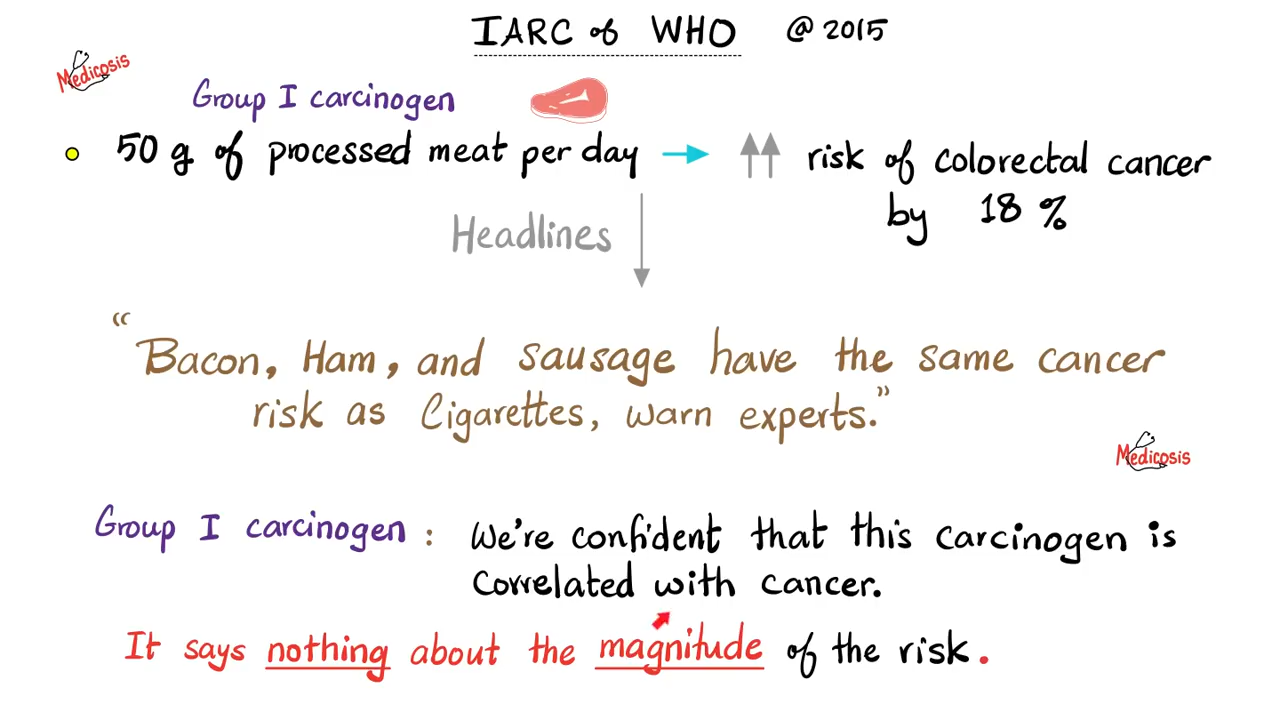 IARC of WHO @ 2015
Medicosis
Group I carcinogen
50 g of processed meat per day → ↑↑ risk of colorectal cancer
by 18 %
Headlines
“Bacon, Ham, and sausage have the same cancer
risk as Cigarettes, warn experts.”
Medicosis
Group I carcinogen : We're confident that this carcinogen is
correlated with cancer.
It says nothing about the magnitude of the risk.